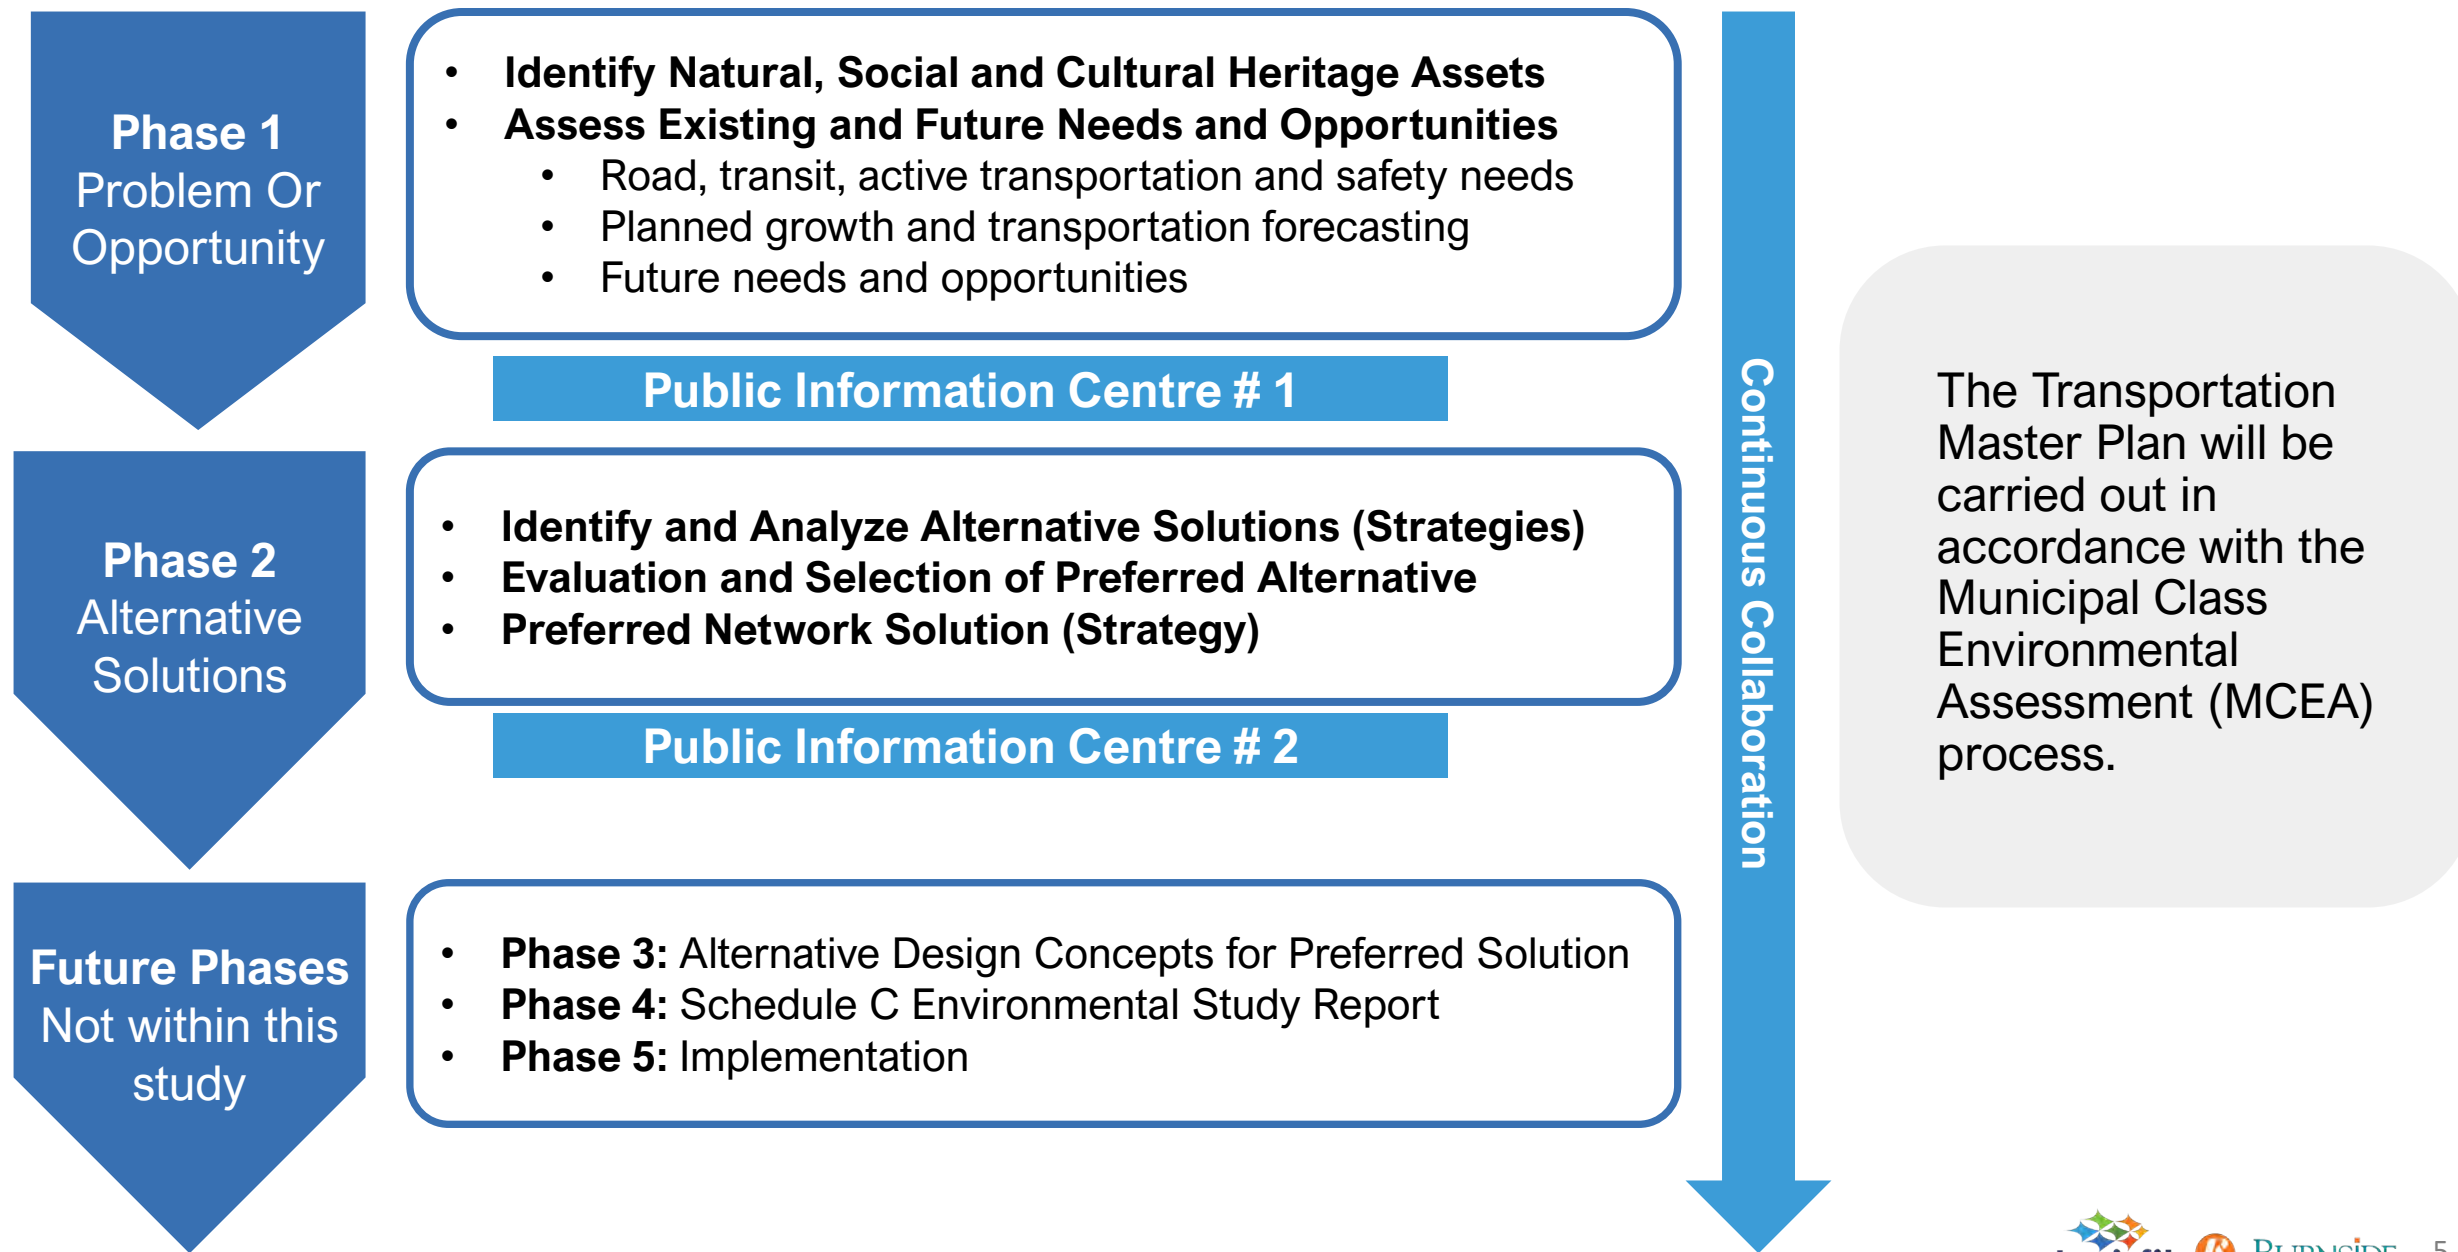 Phase 1
Problem Or
Opportunity
• Identify Natural, Social and Cultural Heritage Assets
• Assess Existing and Future Needs and Opportunities
• Road, transit, active transportation and safety needs
• Planned growth and transportation forecasting
• Future needs and opportunities
Public Information Centre # 1
Phase 2
Alternative
Solutions
• Identify and Analyze Alternative Solutions (Strategies)
• Evaluation and Selection of Preferred Alternative
• Preferred Network Solution (Strategy)
Public Information Centre # 2
Future Phases
Not within this
study
• Phase 3: Alternative Design Concepts for Preferred Solution
• Phase 4: Schedule C Environmental Study Report
• Phase 5: Implementation
Continuous Collaboration
The Transportation
Master Plan will be
carried out in
accordance with the
Municipal Class
Environmental
Assessment (MCEA)
process.
BURNSIDE
5